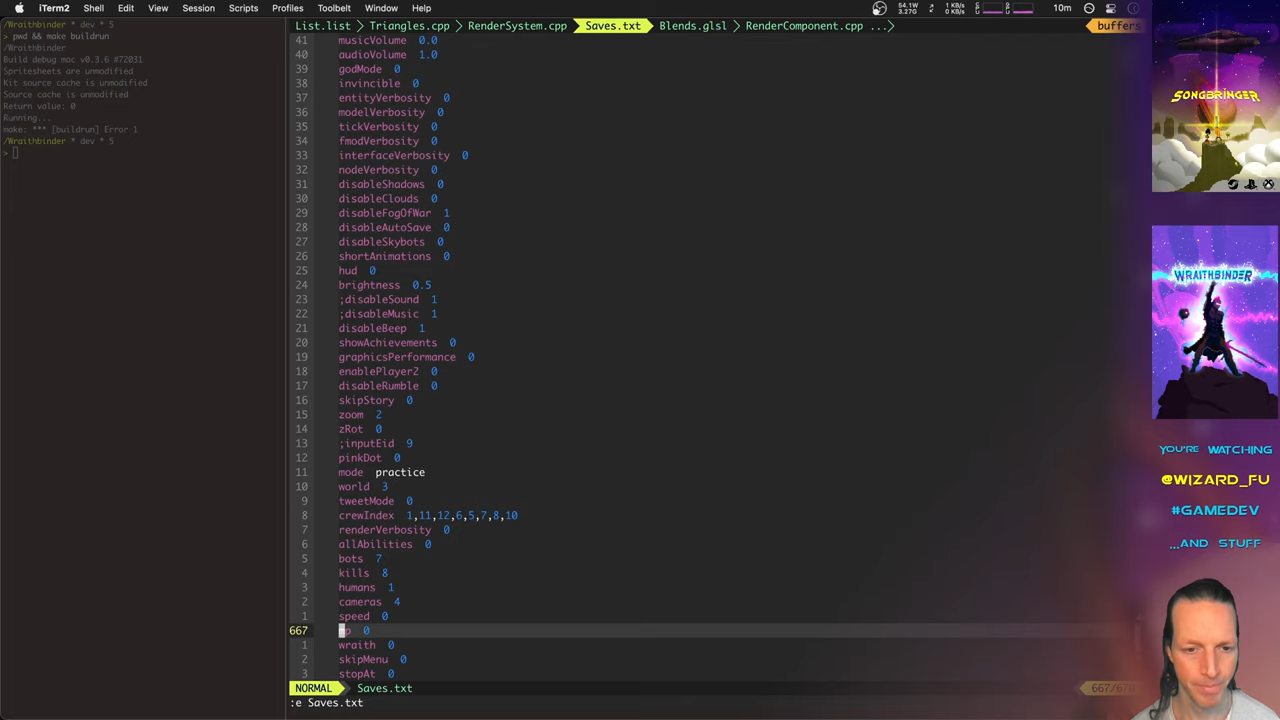 iTerm2 Shell Edit View Session Scripts Profiles Toolbelt Window Help
54.1W 3.27G 1 KB/s 0 KB/s 10m
/Wraithbinder * dev * 5
> pwd && make buildrun
/Wraithbinder
Build debug mac v0.3.6 #72031
Spritesheets are unmodified
Kit source cache is unmodified
Source cache is unmodified
Return value: 0
Running...
make: *** [buildrun] Error 1
/Wraithbinder * dev * 5
>
List.list Triangles.cpp RenderSystem.cpp Saves.txt Blends.glsl RenderComponent.cpp ...> buffers
41 musicVolume 0.0
40 audioVolume 1.0
39 godMode 0
38 invincible 0
37 entityVerbosity 0
36 modelVerbosity 0
35 tickVerbosity 0
34 fmodVerbosity 0
33 interfaceVerbosity 0
32 nodeVerbosity 0
31 disableShadows 0
30 disableClouds 0
29 disableFogOfWar 1
28 disableAutoSave 0
27 disableSkybots 0
26 shortAnimations 0
25 hud 0
24 brightness 0.5
23 ;disableSound 1
22 ;disableMusic 1
21 disableBeep 1
20 showAchievements 0
19 graphicsPerformance 0
18 enablePlayer2 0
17 disableRumble 0
16 skipStory 0
15 zoom 2
14 zRot 0
13 ;inputEid 9
12 pinkDot 0
11 mode practice
10 world 3
9 tweetMode 0
8 crewIndex 1,11,12,6,5,7,8,10
7 renderVerbosity 0
6 allAbilities 0
5 bots 7
4 kills 8
3 humans 1
2 cameras 4
1 speed 0
667 0
1 wraith 0
2 skipMenu 0
3 stopAt 0
NORMAL Saves.txt
:e Saves.txt
SONGBRINGER
WRAITHBINDER
YOU'RE WATCHING
@WIZARD_FU
#GAMEDEV
...AND STUFF